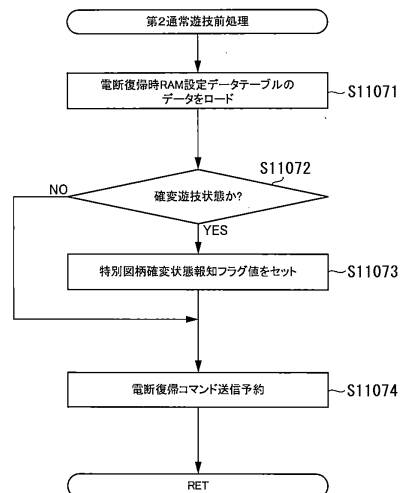 第2通常遊技前処理
電断復帰時RAM設定データテーブルの
データをロード
S11071
S11072
NO
確変遊技状態か?
YES
特別図柄確変状態報知フラグ値をセット
S11073
電断復帰コマンド送信予約
S11074
RET